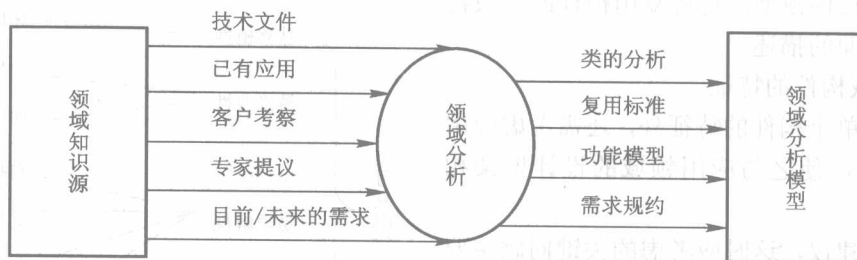 领域知识源
技术文件
已有应用
客户考察
专家提议
目前/未来的需求
领域分析
类的分析
复用标准
功能模型
需求规约
领域分析模型